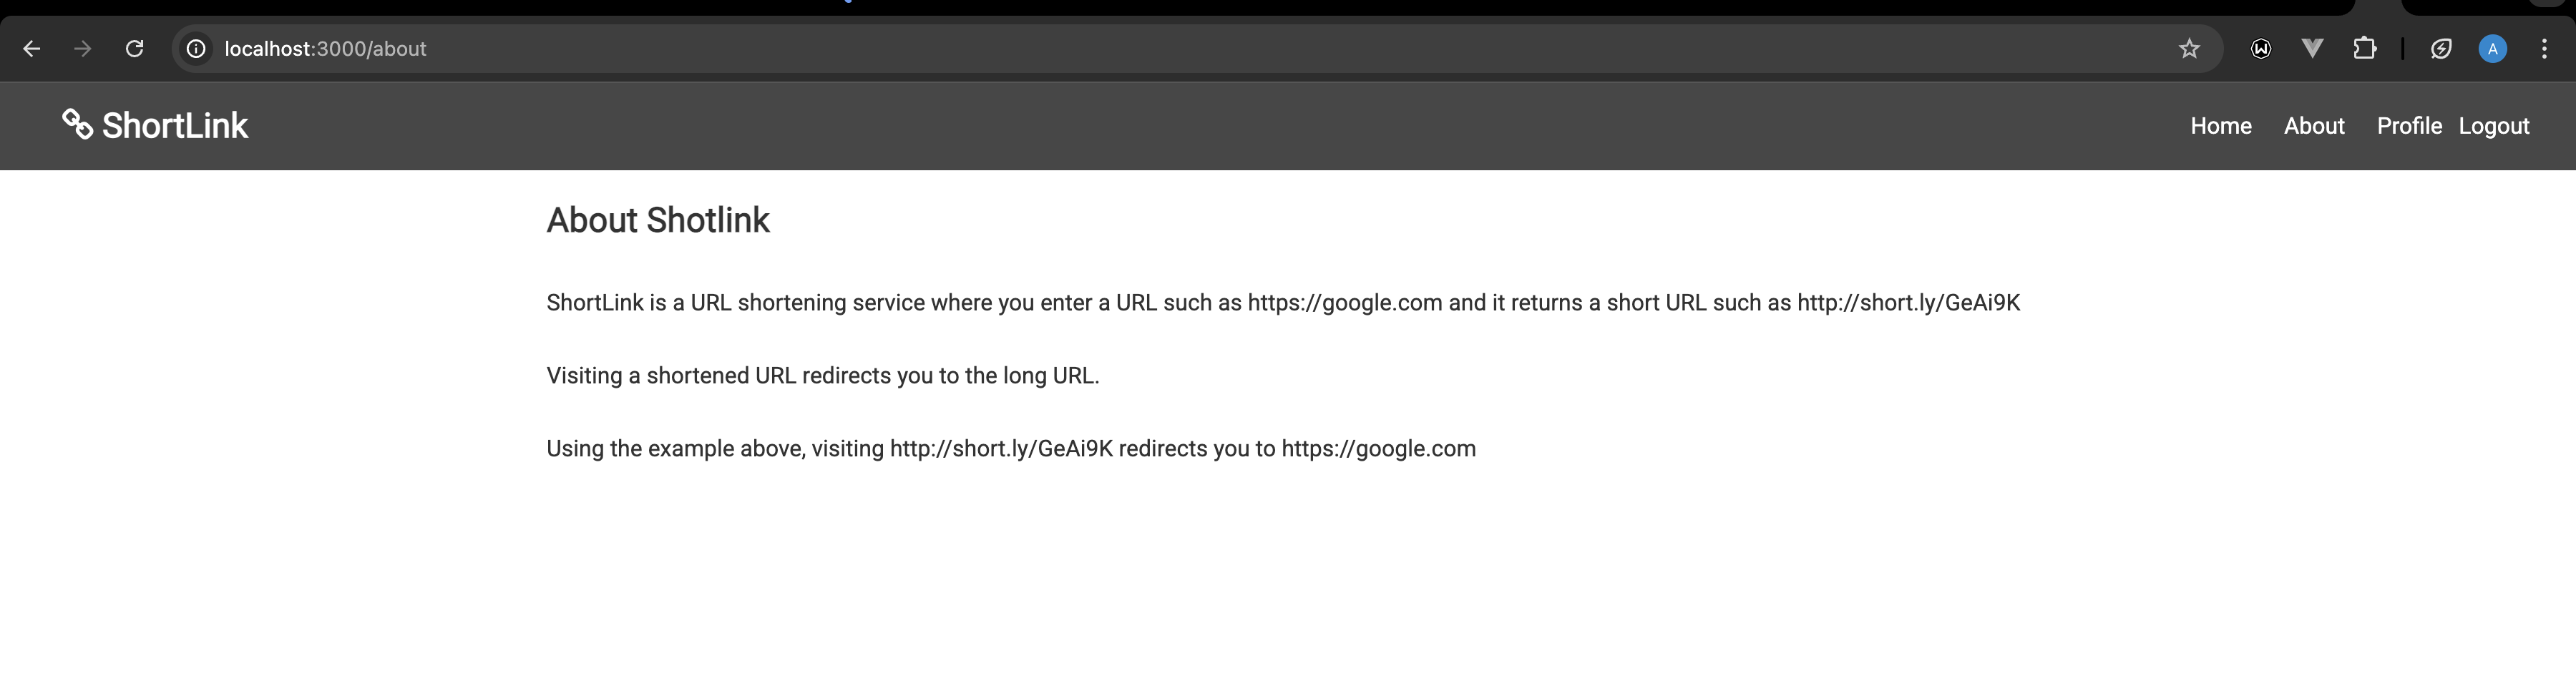 localhost:3000/about
A
ShortLink
Home About Profile Logout
About Shotlink
ShortLink is a URL shortening service where you enter a URL such as https://google.com and it returns a short URL such as http://short.ly/GeAi9K
Visiting a shortened URL redirects you to the long URL.
Using the example above, visiting http://short.ly/GeAi9K redirects you to https://google.com